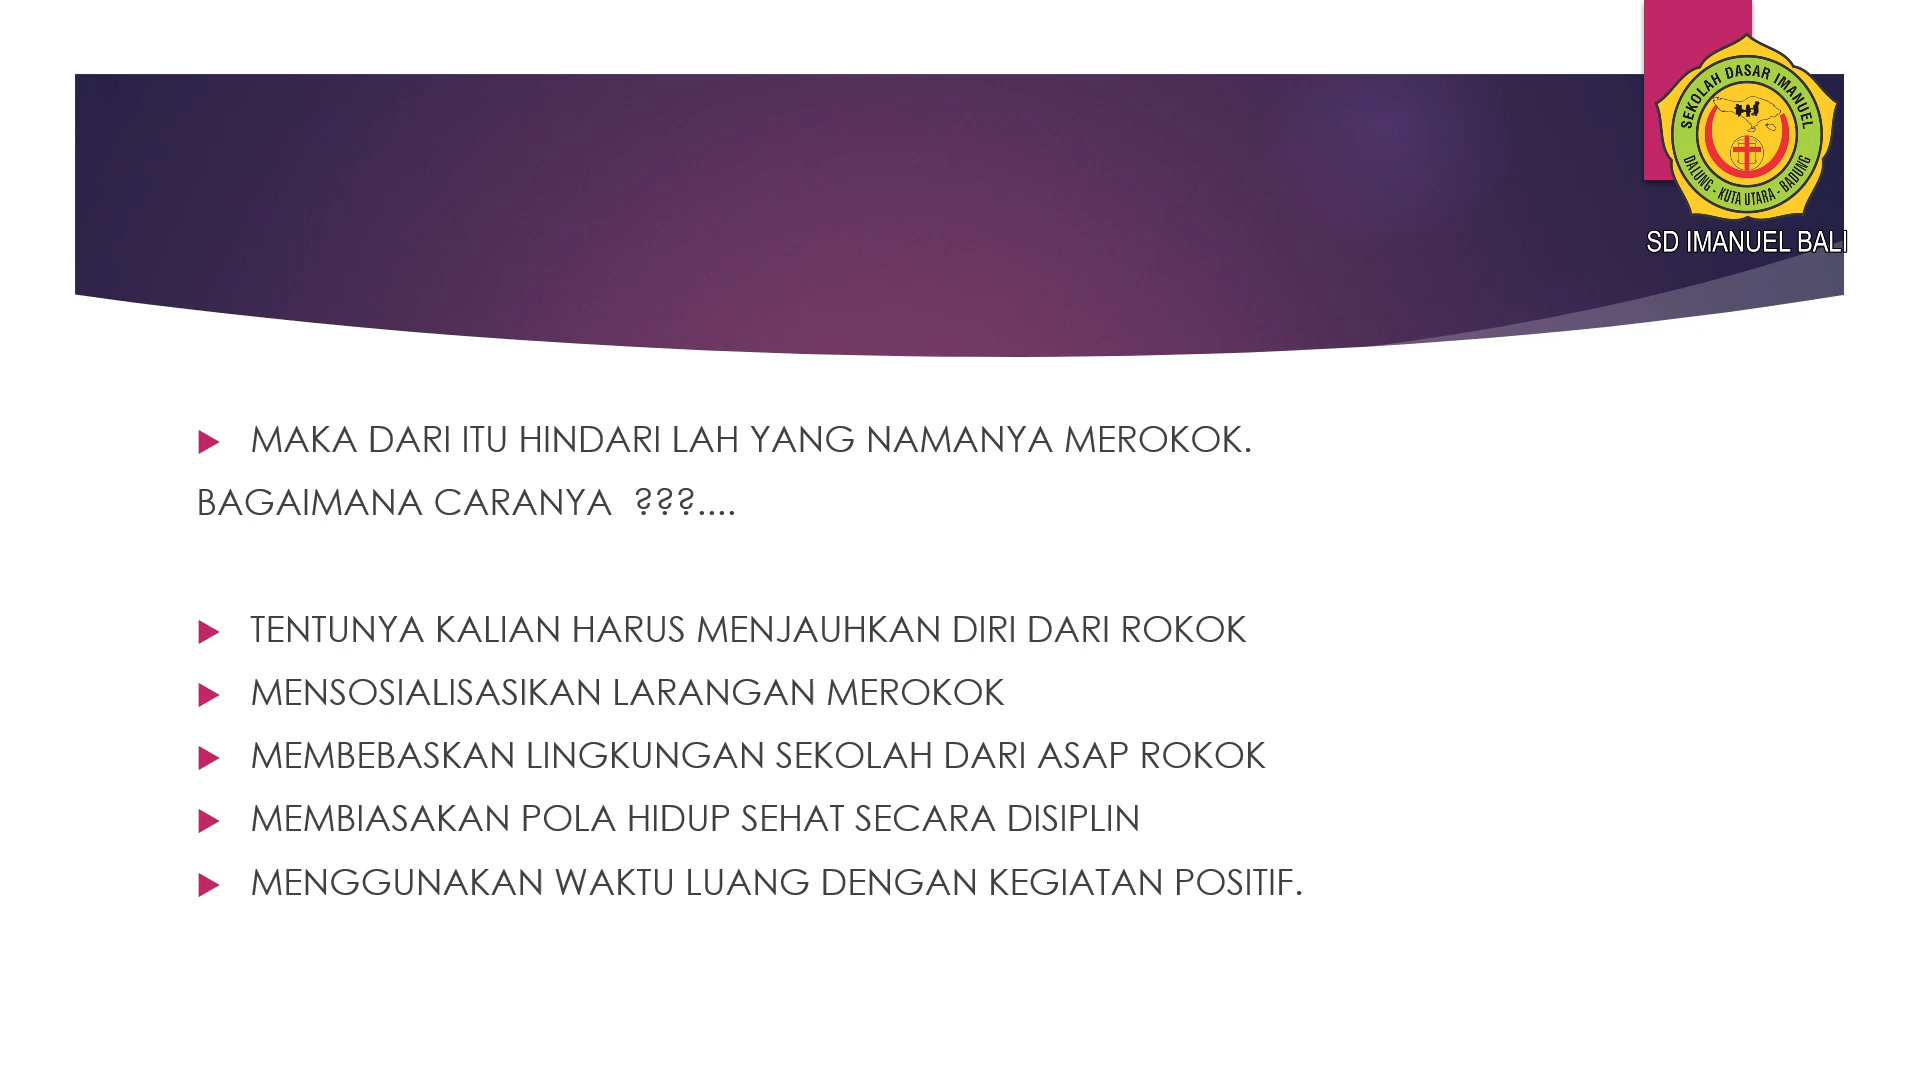 SEKOLAH DASAR IMANUEL
DALUNG - KUTA UTARA - BADUNG
SD IMANUEL BALI
MAKA DARI ITU HINDARI LAH YANG NAMANYA MEROKOK.
BAGAIMANA CARANYA  ???....
TENTUNYA KALIAN HARUS MENJAUHKAN DIRI DARI ROKOK
MENSOSIALISASIKAN LARANGAN MEROKOK
MEMBEBASKAN LINGKUNGAN SEKOLAH DARI ASAP ROKOK
MEMBIASAKAN POLA HIDUP SEHAT SECARA DISIPLIN
MENGGUNAKAN WAKTU LUANG DENGAN KEGIATAN POSITIF.